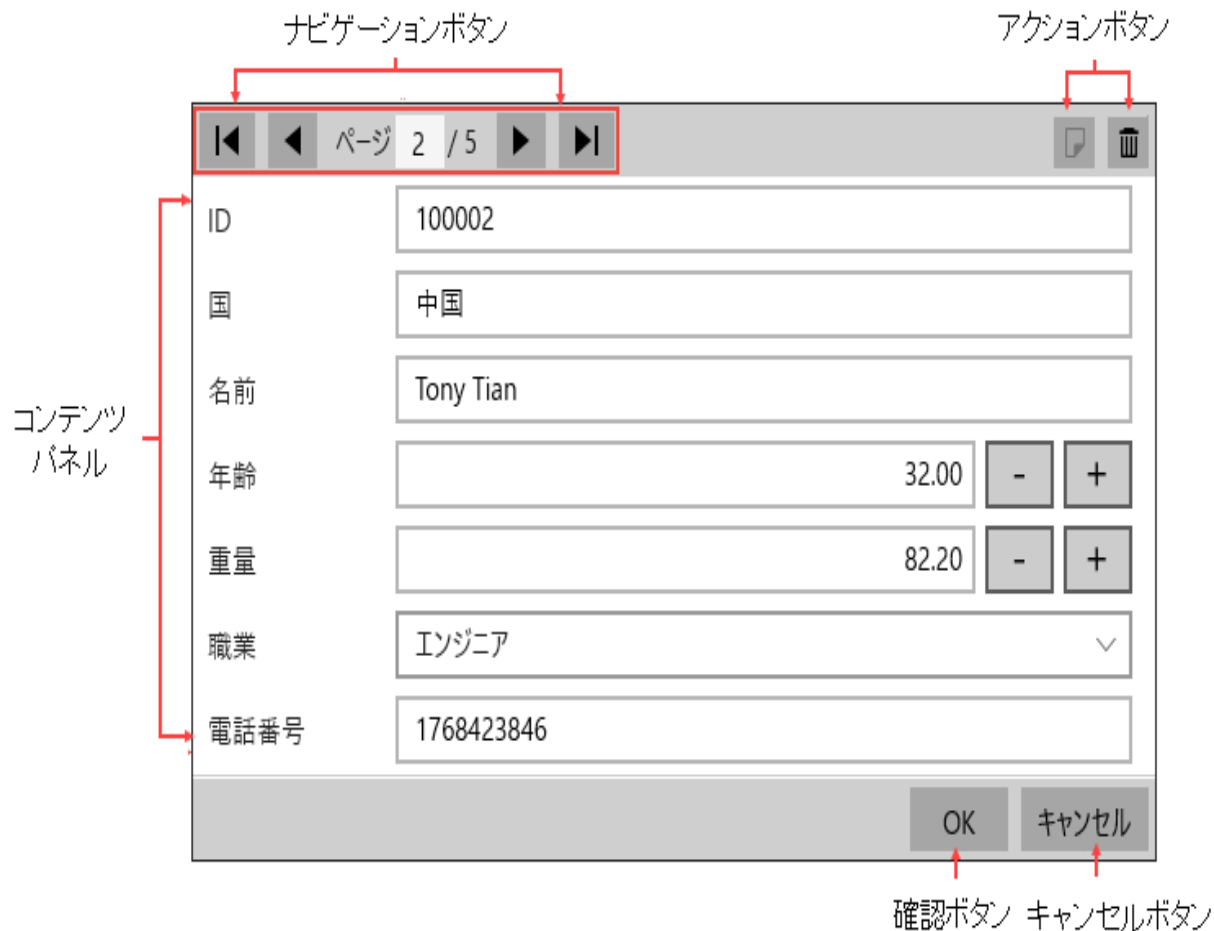 ナビゲーションボタン
アクションボタン
ページ 2 / 5
ID 100002
国 中国
名前 Tony Tian
コンテンツ
パネル
年齢 32.00 - +
重量 82.20 - +
職業 エンジニア
電話番号 1768423846
OK キャンセル
確認ボタン キャンセルボタン